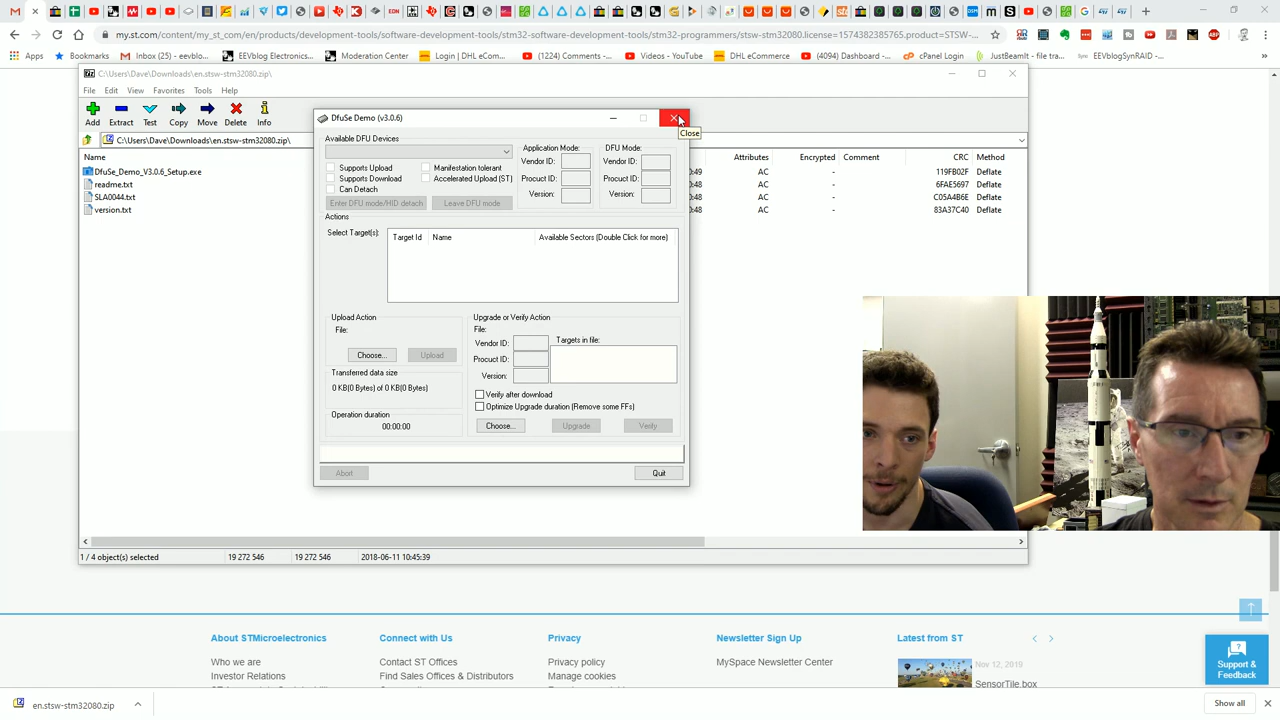 my.st.com/content/my_st_com/en/products/development-tools/software-development-tools/stm32-software-development-tools/stm32-programmers/stsw-stm32080.license=1574382385765.product=STSW-...
Apps
Bookmarks
Inbox (25) - eevblo...
EEVblog Electronics...
Moderation Center
Login | DHL eCom...
(1224) Comments -...
Videos - YouTube
DHL eCommerce
(4094) Dashboard -...
cPanel Login
JustBeamIt - file tra...
EEVblogSynRAID -...
C:\Users\Dave\Downloads\en.stsw-stm32080.zip\
File Edit View Favorites Tools Help
Add Extract Test Copy Move Delete Info
C:\Users\Dave\Downloads\en.stsw-stm32080.zip\
Name Attributes Encrypted Comment CRC Method
DfuSe_Demo_V3.0.6_Setup.exe 0:49 AC - 119FB02F Deflate
readme.txt 0:48 AC - 6FAE5697 Deflate
SLA0044.txt 0:48 AC - C05A4B6E Deflate
version.txt 0:48 AC - 83A37C40 Deflate
DfuSe Demo (v3.0.6)
Close
Available DFU Devices
Supports Upload
Manifestation tolerant
Supports Download
Accelerated Upload (ST)
Can Detach
Enter DFU mode/HID detach
Leave DFU mode
Application Mode:
Vendor ID:
Procuct ID:
Version:
DFU Mode:
Vendor ID:
Procuct ID:
Version:
Actions
Select Target(s):
Target Id Name Available Sectors (Double Click for more)
Upload Action
File:
Choose... Upload
Transferred data size
0 KB(0 Bytes) of 0 KB(0 Bytes)
Operation duration
00:00:00
Upgrade or Verify Action
File:
Vendor ID:
Procuct ID:
Version:
Targets in file:
Verify after download
Optimize Upgrade duration (Remove some FFs)
Choose... Upgrade Verify
Abort Quit
1 / 4 object(s) selected 19 272 546 19 272 546 2018-06-11 10:45:39
About STMicroelectronics
Who we are
Investor Relations
Connect with Us
Contact ST Offices
Find Sales Offices & Distributors
Privacy
Privacy policy
Manage cookies
Newsletter Sign Up
MySpace Newsletter Center
Latest from ST
Nov 12, 2019
SensorTile.box
Support &
Feedback
en.stsw-stm32080.zip
Show all